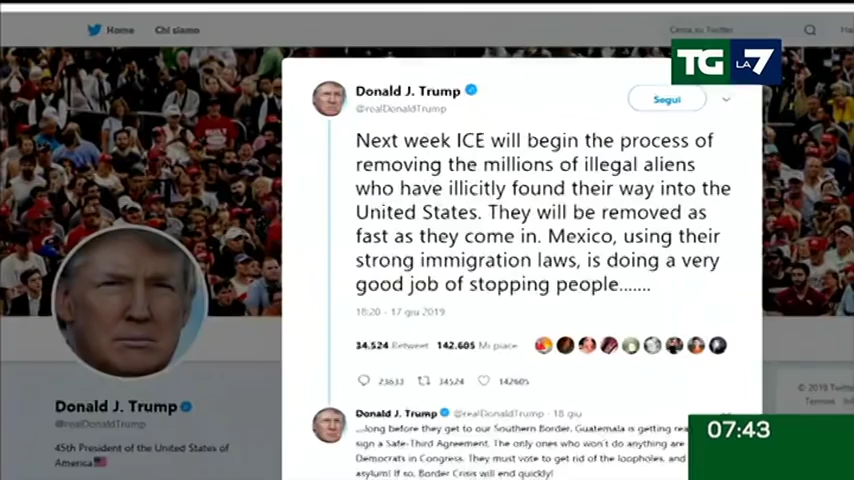 Home Chi siamo
Cerca su Twitter
TG LA 7
Donald J. Trump
@realDonaldTrump
Segui
Next week ICE will begin the process of
removing the millions of illegal aliens
who have illicitly found their way into the
United States. They will be removed as
fast as they come in. Mexico, using their
strong immigration laws, is doing a very
good job of stopping people.......
18:20 - 17 giu 2019
34.524 Retweet 142.605 Mi piace
23633 34524 142605
Donald J. Trump @realDonaldTrump · 18 giu
...long before they get to our Southern Border. Guatemala is getting
sign a Safe-Third Agreement. The only ones who won't do anything are
Democrats in Congress. They must vote to get rid of the loopholes, and
asylum! If so, Border Crisis will end quickly!
Donald J. Trump
@realDonaldTrump
45th President of the United States of
America
© 2019
07:43